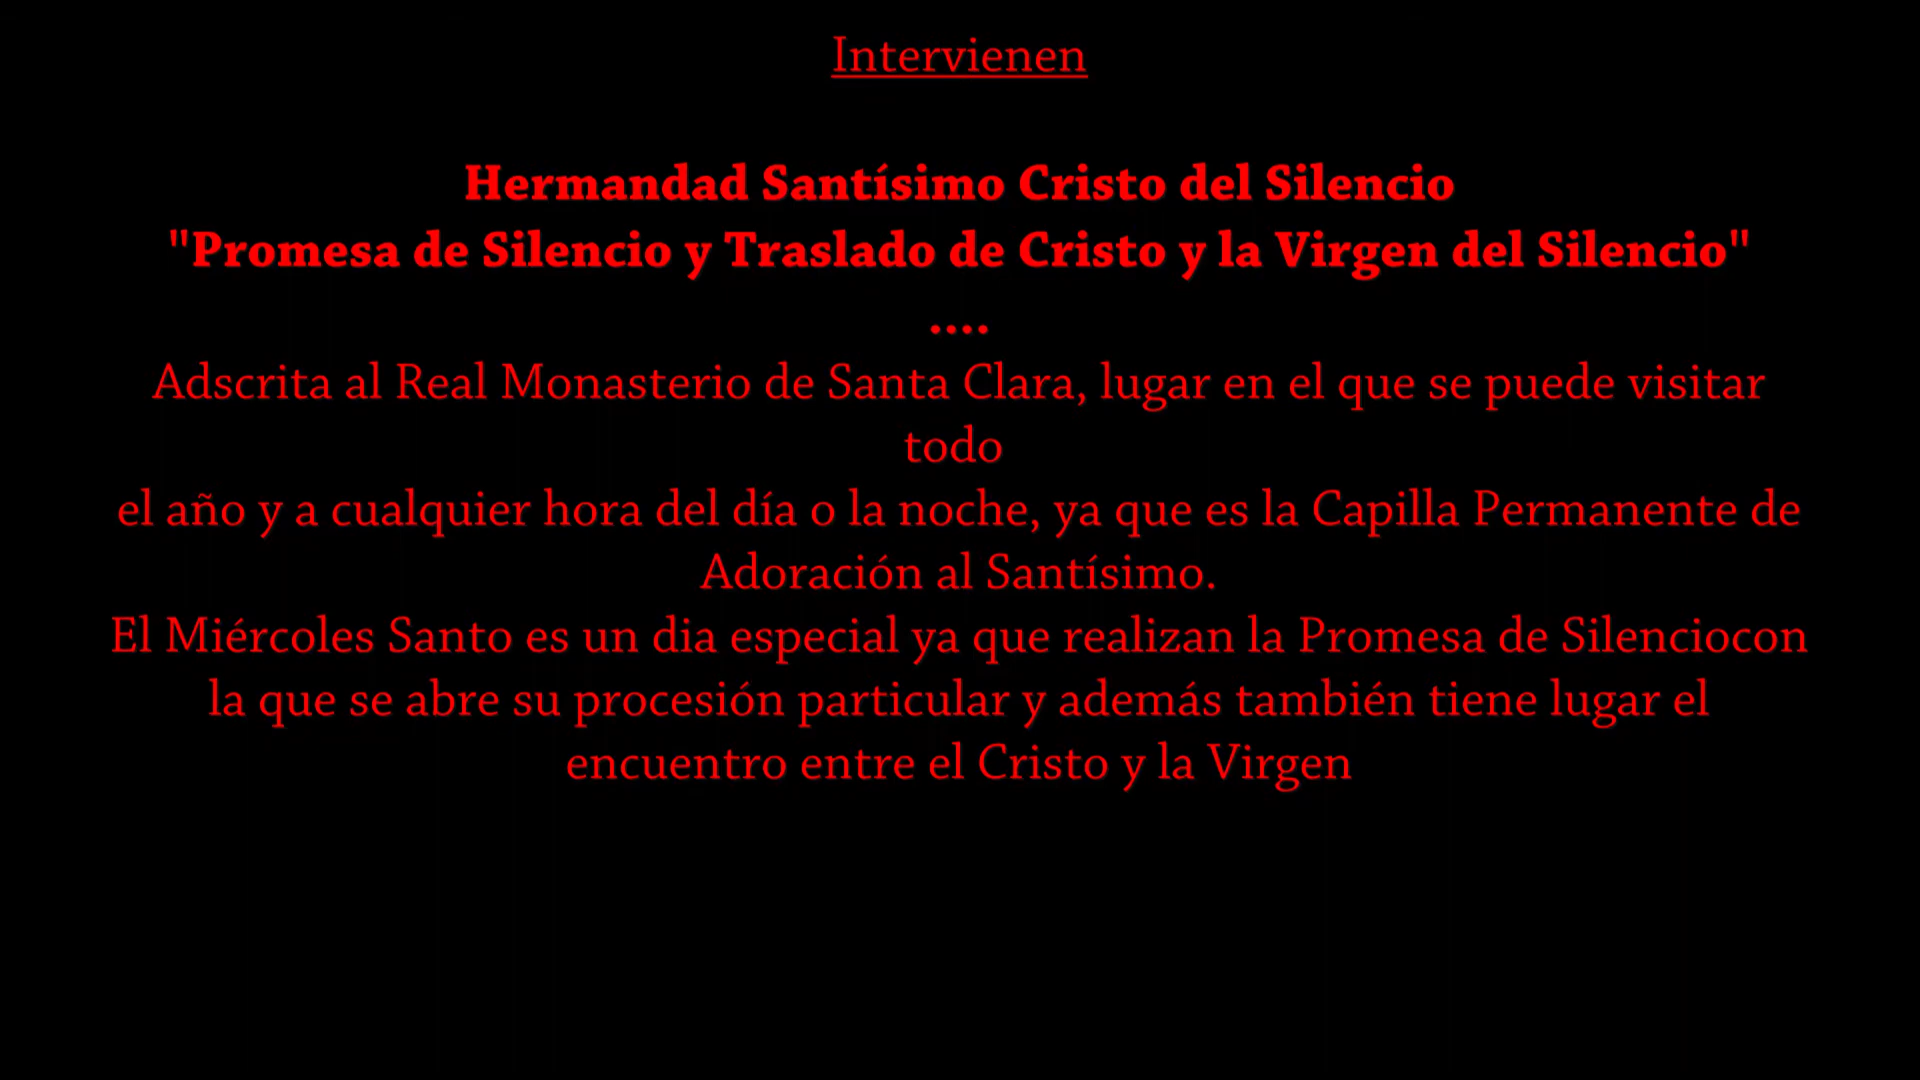 Intervienen
Hermandad Santísimo Cristo del Silencio
"Promesa de Silencio y Traslado de Cristo y la Virgen del Silencio"
....
Adscrita al Real Monasterio de Santa Clara, lugar en el que se puede visitar
todo
el año y a cualquier hora del día o la noche, ya que es la Capilla Permanente de
Adoración al Santísimo.
El Miércoles Santo es un dia especial ya que realizan la Promesa de Silenciocon
la que se abre su procesión particular y además también tiene lugar el
encuentro entre el Cristo y la Virgen